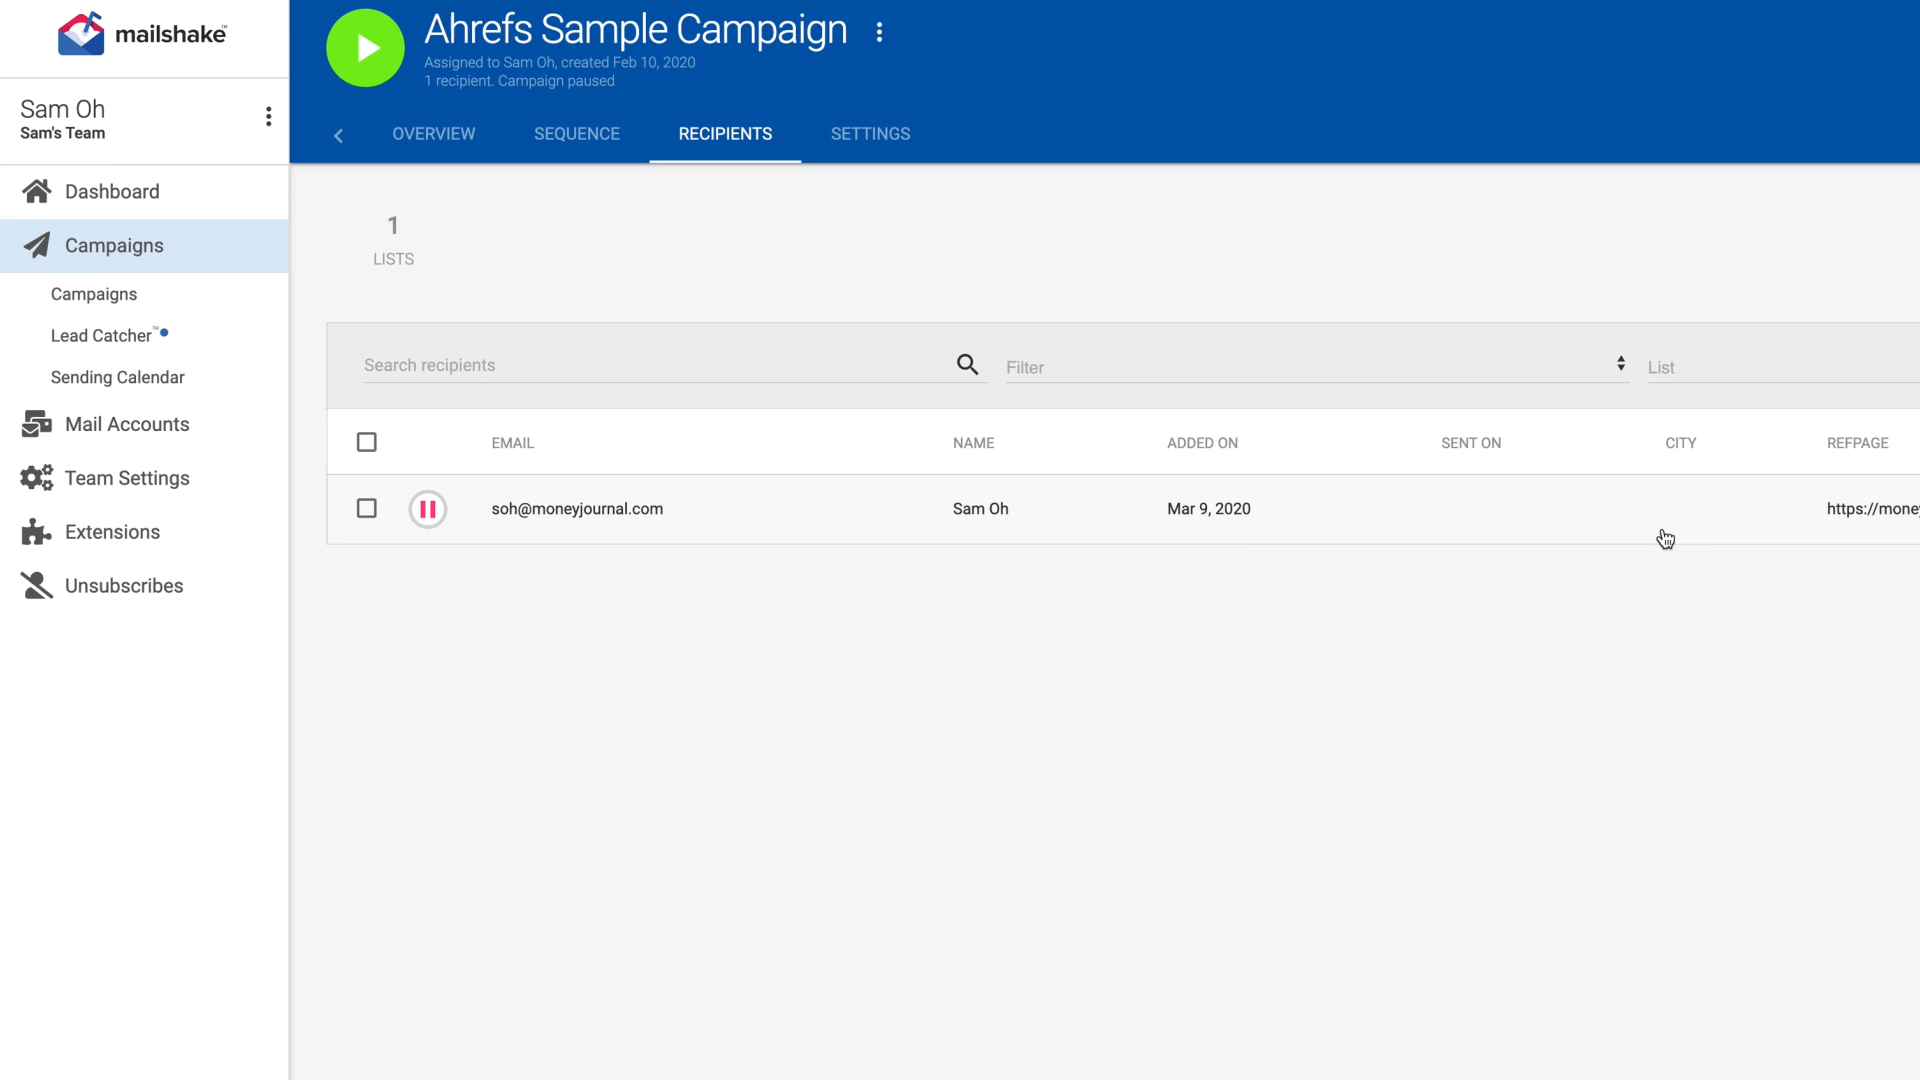 mailshake™
Sam Oh
Sam's Team
Dashboard
Campaigns
Campaigns
Lead Catcher™
Sending Calendar
Mail Accounts
Team Settings
Extensions
Unsubscribes
Ahrefs Sample Campaign
Assigned to Sam Oh, created Feb 10, 2020
1 recipient. Campaign paused
OVERVIEW SEQUENCE RECIPIENTS SETTINGS
1
LISTS
Search recipients Filter List
EMAIL NAME ADDED ON SENT ON CITY REFPAGE
soh@moneyjournal.com Sam Oh Mar 9, 2020 https://mone